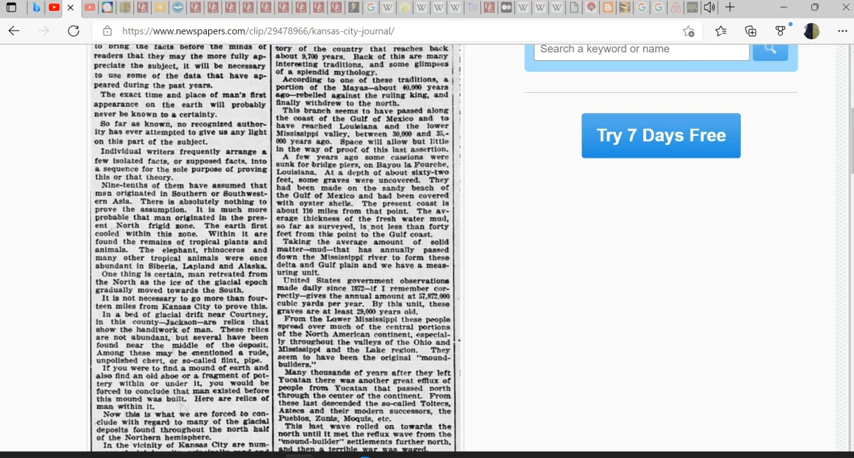 https://www.newspapers.com/clip/29478966/kansas-city-journal/
to bring the facts before the minds of
readers that they may the more fully ap-
preciate the subject, it will be necessary
to use some of the data that have ap-
peared during the past years.
The exact time and place of man's first
appearance on the earth will probably
never be known to a certainty.
So far as known, no recognized author-
ity has ever attempted to give us any light
on this part of the subject.
Individual writers frequently arrange a
few isolated facts, or supposed facts, into
a sequence for the sole purpose of proving
this or that theory.
Nine-tenths of them have assumed that
man originated in Southern or Southwest-
ern Asia. There is absolutely nothing to
prove the assumption. It is much more
probable that man originated in the pres-
ent North frigid zone. The earth first
cooled within this zone. Within it are
found the remains of tropical plants and
animals. The elephant, rhinoceros and
many other tropical animals were once
abundant in Siberia, Lapland and Alaska.
One thing is certain, man retreated from
the North as the ice of the glacial epoch
gradually moved towards the South.
It is not necessary to go more than four-
teen miles from Kansas City to prove this.
In a bed of glacial drift near Courtney,
in this county—Jackson—are relics that
show the handiwork of man. These relics
are not abundant, but several have been
found near the middle of the deposit.
Among these may be mentioned a rude,
unpolished chert, or so-called flint, pipe.
If you were to find a mound of earth and
also find an old shoe or a fragment of pot-
tery within or under it, you would be
forced to conclude that man existed before
this mound was built. Here are relics of
man within it.
Now this is what we are forced to con-
clude with regard to many of the glacial
deposits found throughout the north half
of the Northern hemisphere.
In the vicinity of Kansas City are num-
tory of the country that reaches back
about 9,700 years. Back of this are many
interesting traditions, and some glimpses
of a splendid mythology.
According to one of these traditions, a
portion of the Mayas—about 40,000 years
ago—rebelled against the ruling king, and
finally withdrew to the north.
This branch seems to have passed along
the coast of the Gulf of Mexico and to
have reached Louisiana and the lower
Mississippi valley, between 30,000 and 35,-
000 years ago. Space will allow but little
in the way of proof of this last assertion.
A few years ago some cassions were
sunk for bridge piers, on Bayou la Fourche,
Louisiana. At a depth of about sixty-two
feet, some graves were uncovered. They
had been made on the sandy beach of
the Gulf of Mexico and had been covered
with oyster shells. The present coast is
about 110 miles from that point. The av-
erage thickness of the fresh water mud,
so far as surveyed, is not less than forty
feet from this point to the Gulf coast.
Taking the average amount of solid
matter—mud—that has annually passed
down the Mississippi river to form these
delta and Gulf plain and we have a meas-
uring unit.
United States government observations
made daily since 1872—if I remember cor-
rectly—gives the annual amount at 57,872,000
cubic yards per year. By this unit, these
graves are at least 29,000 years old.
From the Lower Mississippi these people
spread over much of the central portions
of the North American continent, especial-
ly throughout the valleys of the Ohio and
Mississippi and the Lake region. They
seem to have been the original "mound-
builders."
Many thousands of years after they left
Yucatan there was another great efflux of
people from Yucatan that passed north
through the center of the continent. From
these last descended the so-called Toltecs,
Aztecs and their modern successors, the
Pueblos, Zunis, Moquis, etc.
This last wave rolled on towards the
north until it met the reflux wave from the
"mound-builder" settlements further north,
and then a terrible war was waged.
Search a keyword or name
Try 7 Days Free